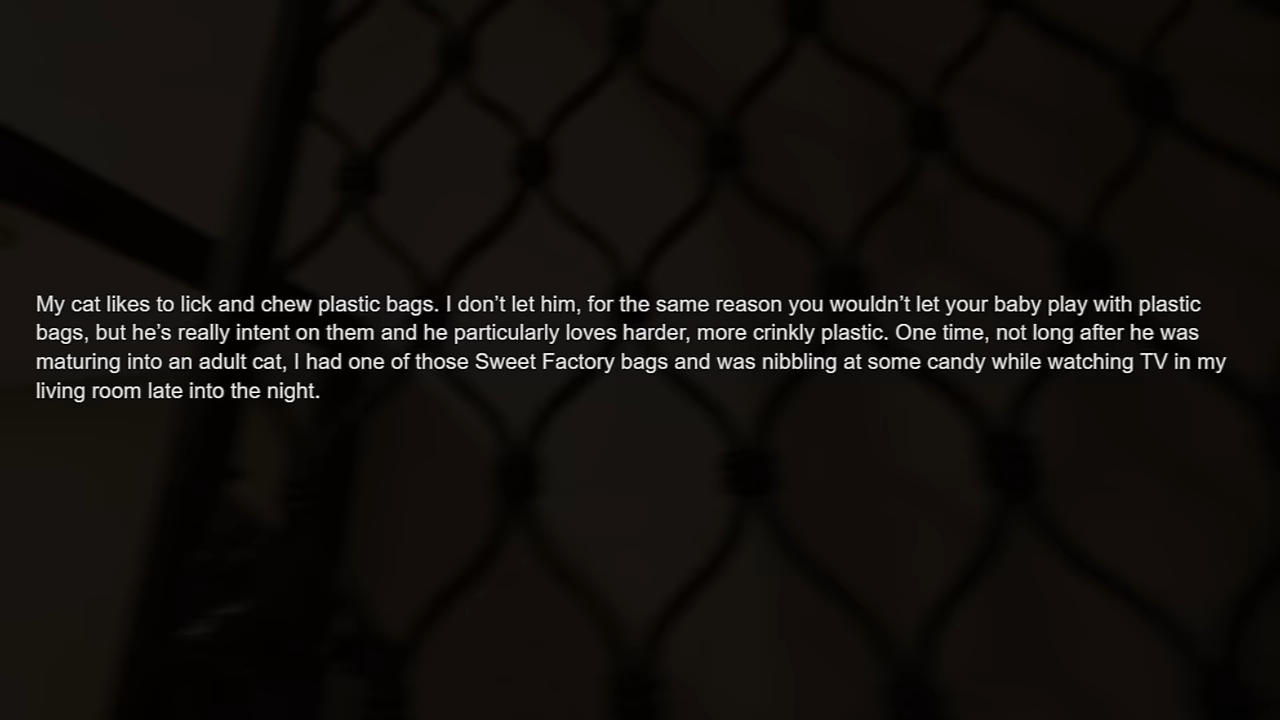 My cat likes to lick and chew plastic bags. I don’t let him, for the same reason you wouldn’t let your baby play with plastic
bags, but he’s really intent on them and he particularly loves harder, more crinkly plastic. One time, not long after he was
maturing into an adult cat, I had one of those Sweet Factory bags and was nibbling at some candy while watching TV in my
living room late into the night.